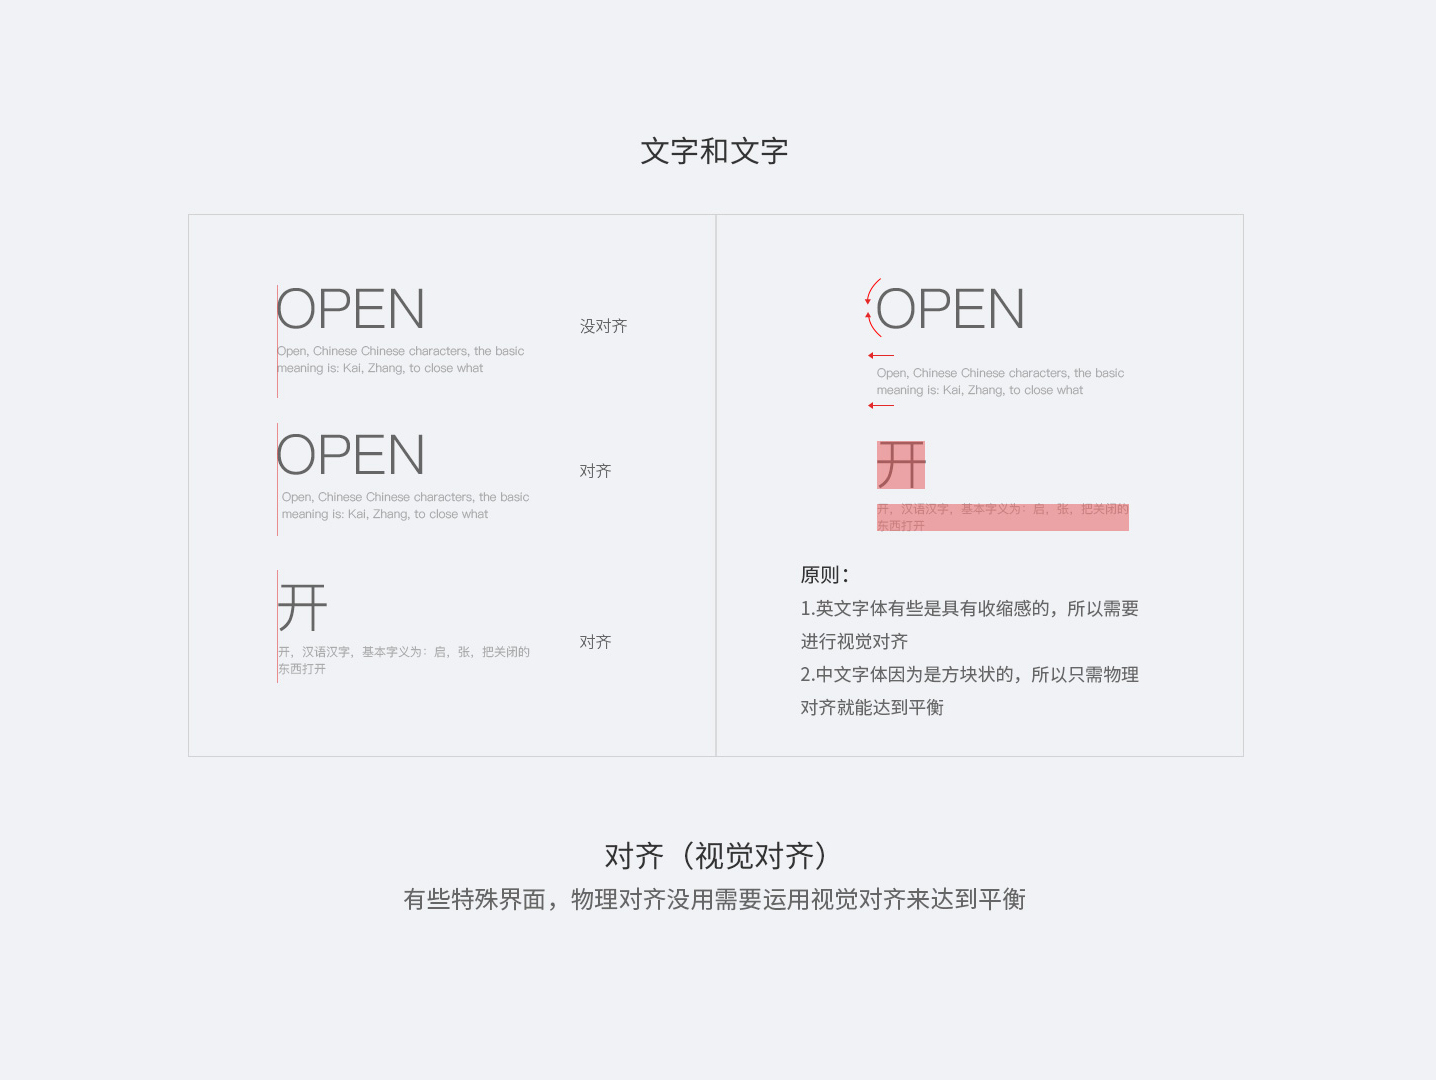 文字和文字
OPEN
Open, Chinese Chinese characters, the basic
meaning is: Kai, Zhang, to close what
没对齐
OPEN
Open, Chinese Chinese characters, the basic
meaning is: Kai, Zhang, to close what
对齐
开
开，汉语汉字，基本字义为：启，张，把关闭的
东西打开
对齐
OPEN
Open, Chinese Chinese characters, the basic
meaning is: Kai, Zhang, to close what
开
开，汉语汉字，基本字义为：启，张，把关闭的
东西打开
原则：
1.英文字体有些是具有收缩感的，所以需要
进行视觉对齐
2.中文字体因为是方块状的，所以只需物理
对齐就能达到平衡
对齐（视觉对齐）
有些特殊界面，物理对齐没用需要运用视觉对齐来达到平衡